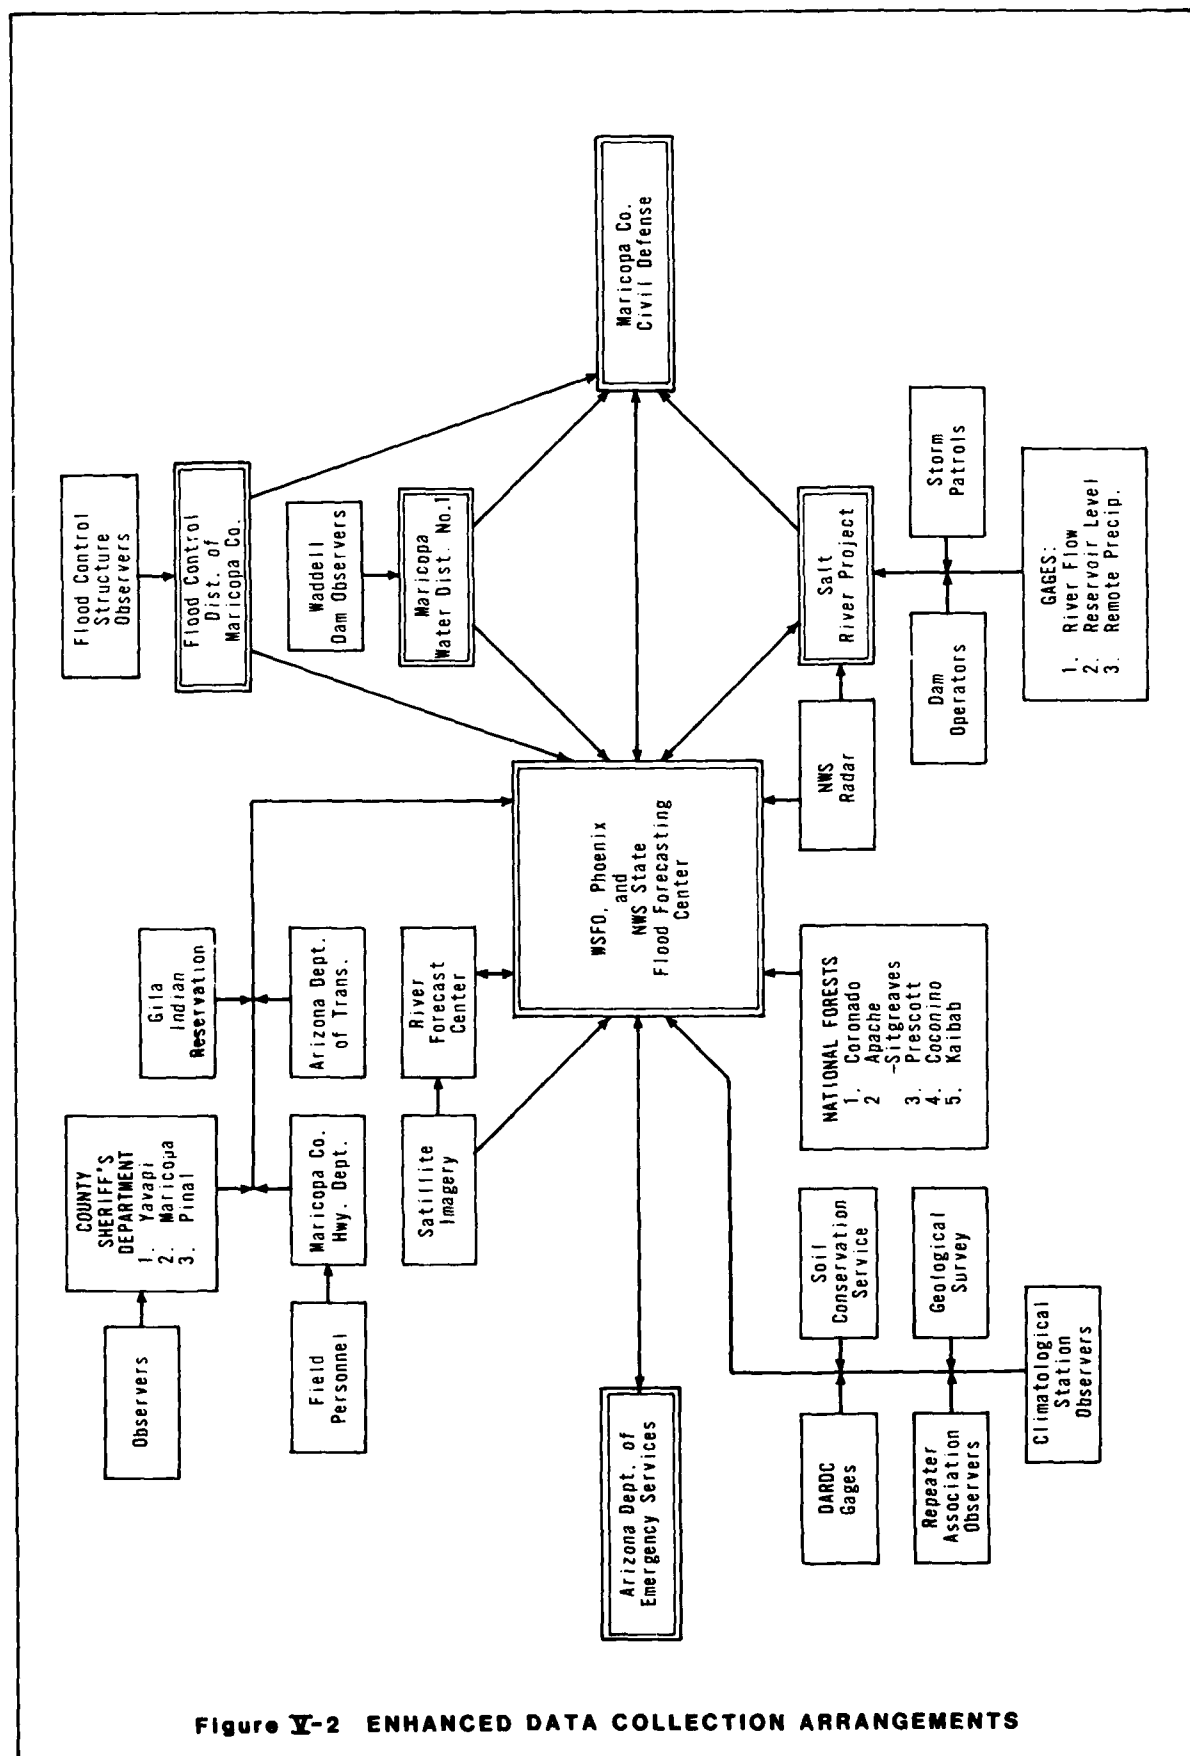 Observers
COUNTY
SHERIFF'S
DEPARTMENT
1. Yavapi
2. Maricopa
3. Pinal
Gila
Indian
Reservation
Flood Control
Structure
Observers
Field
Personnel
Maricopa Co.
Hwy. Dept.
Arizona Dept.
of Trans.
Flood Control
Dist. of
Maricopa Co.
Satillite
Imagery
River
Forecast
Center
Waddell
Dam Observers
Maricopa
Water Dist. No.1
Arizona Dept. of
Emergency Services
WSFO, Phoenix
and
NWS State
Flood Forecasting
Center
Maricopa Co.
Civil Defense
DARDC
Gages
Soil
Conservation
Service
NATIONAL FORESTS
1. Coronado
2 Apache
-Sitgreaves
3. Prescott
4. Coconino
5. Kaibab
NWS
Radar
Salt
River Project
Repeater
Association
Observers
Geological
Survey
Dam
Operators
Storm
Patrols
Climatological
Station
Observers
GAGES:
1. River Flow
2. Reservoir Level
3. Remote Precip.
Figure V-2 ENHANCED DATA COLLECTION ARRANGEMENTS